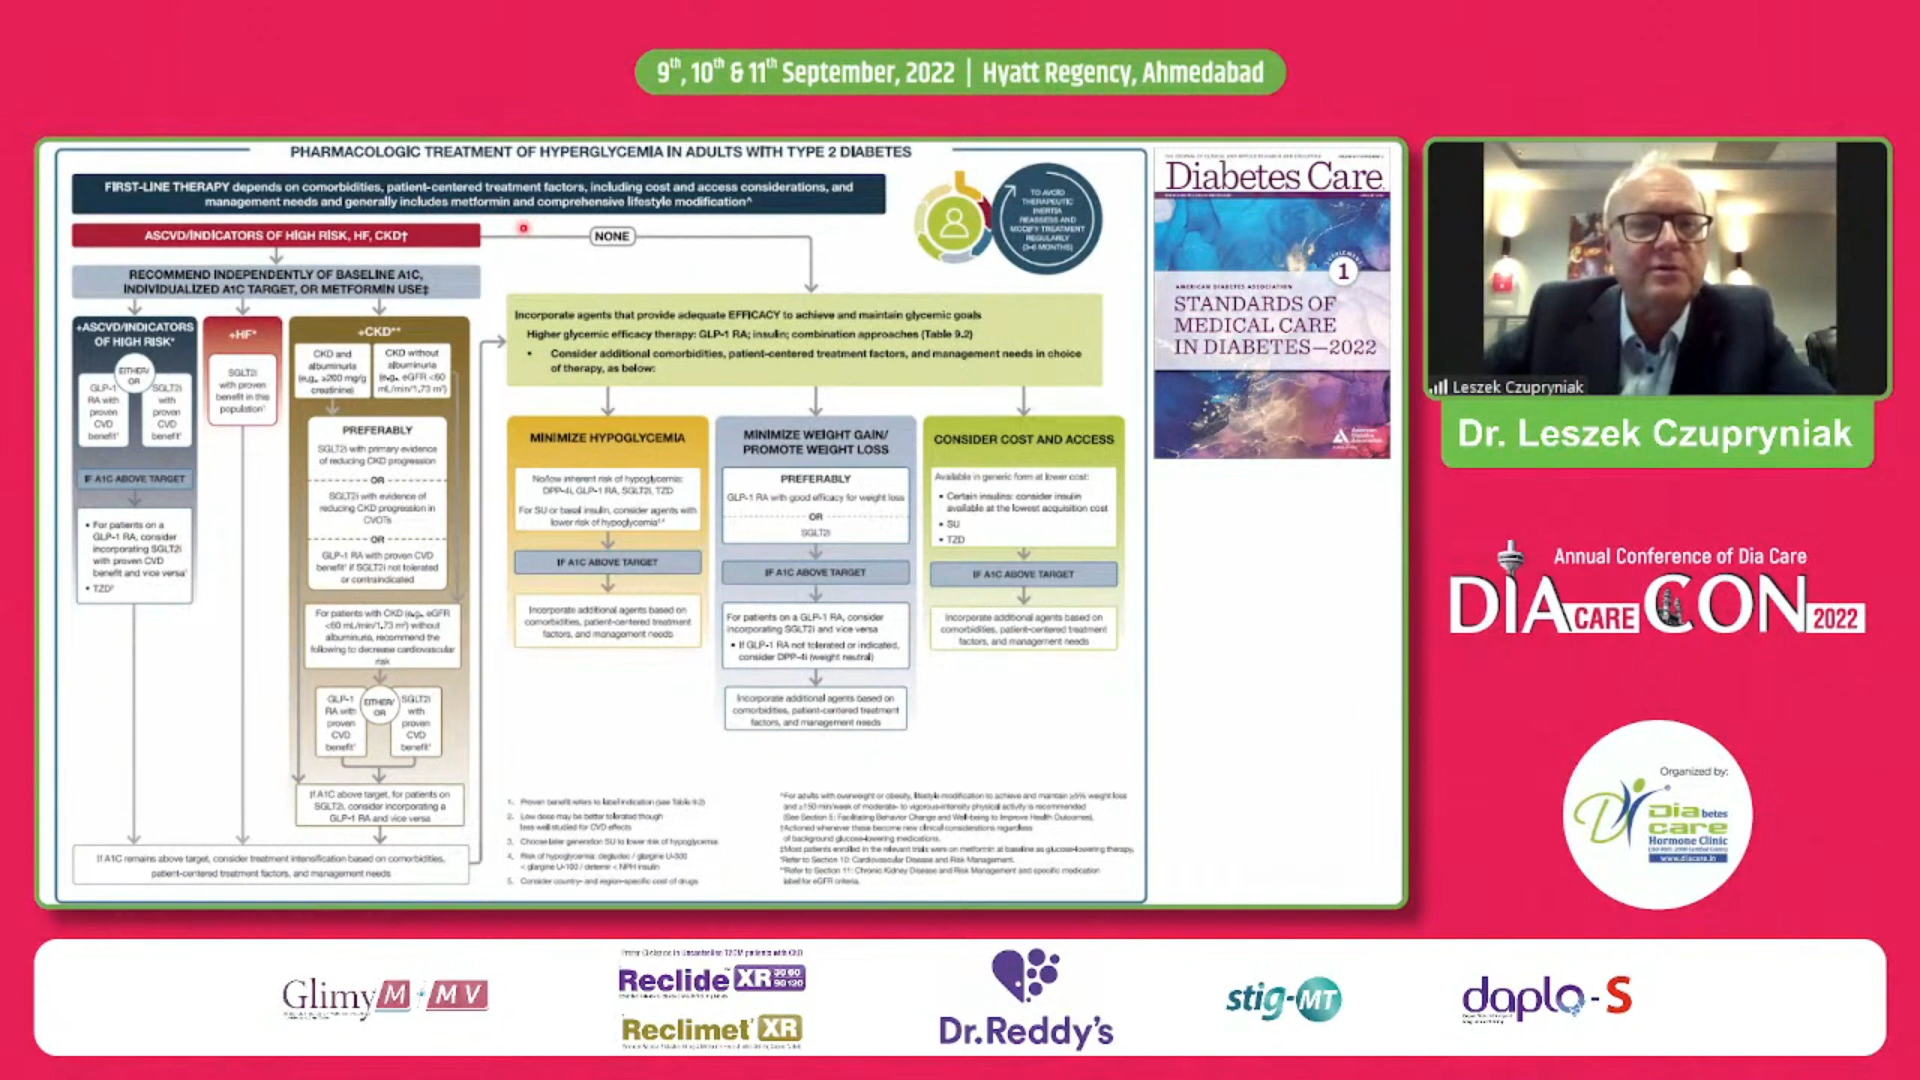 9th, 10th & 11th September, 2022 | Hyatt Regency, Ahmedabad
PHARMACOLOGIC TREATMENT OF HYPERGLYCEMIA IN ADULTS WITH TYPE 2 DIABETES
FIRST-LINE THERAPY depends on comorbidities, patient-centered treatment factors, including cost and access considerations, and
management needs and generally includes metformin and comprehensive lifestyle modification^
TO AVOID
THERAPEUTIC
INERTIA
REASSESS AND
MODIFY TREATMENT
REGULARLY
(3-6 MONTHS)
ASCVD/INDICATORS OF HIGH RISK, HF, CKD†
NONE
RECOMMEND INDEPENDENTLY OF BASELINE A1C,
INDIVIDUALIZED A1C TARGET, OR METFORMIN USE‡
+ASCVD/INDICATORS
OF HIGH RISK*
EITHER/
OR
GLP-1
RA with
proven
CVD
benefit¹
SGLT2i
with
proven
CVD
benefit¹
IF A1C ABOVE TARGET
• For patients on a
GLP-1 RA, consider
incorporating SGLT2i
with proven CVD
benefit and vice versa¹
• TZD²
+HF*
SGLT2i
with proven
benefit in this
population¹
+CKD**
CKD and
albuminuria
(e.g., ≥200 mg/g
creatinine)
CKD without
albuminuria
(e.g., eGFR <60
mL/min/1.73 m²)
PREFERABLY
SGLT2i with primary evidence
of reducing CKD progression
OR
SGLT2i with evidence of
reducing CKD progression in
CVOTs
OR
GLP-1 RA with proven CVD
benefit¹ if SGLT2i not tolerated
or contraindicated
For patients with CKD (e.g., eGFR
<60 mL/min/1.73 m²) without
albuminuria, recommend the
following to decrease cardiovascular
risk
GLP-1
RA with
proven
CVD
benefit¹
EITHER/
OR
SGLT2i
with
proven
CVD
benefit¹
If A1C above target, for patients on
SGLT2i, consider incorporating a
GLP-1 RA and vice versa
If A1C remains above target, consider treatment intensification based on comorbidities,
patient-centered treatment factors, and management needs
Incorporate agents that provide adequate EFFICACY to achieve and maintain glycemic goals
Higher glycemic efficacy therapy: GLP-1 RA; insulin; combination approaches (Table 9.2)
• Consider additional comorbidities, patient-centered treatment factors, and management needs in choice
of therapy, as below:
MINIMIZE HYPOGLYCEMIA
No/low inherent risk of hypoglycemia:
DPP-4i, GLP-1 RA, SGLT2i, TZD
For SU or basal insulin, consider agents with
lower risk of hypoglycemia³,⁴
IF A1C ABOVE TARGET
Incorporate additional agents based on
comorbidities, patient-centered treatment
factors, and management needs
MINIMIZE WEIGHT GAIN/
PROMOTE WEIGHT LOSS
PREFERABLY
GLP-1 RA with good efficacy for weight loss
OR
SGLT2i
IF A1C ABOVE TARGET
For patients on a GLP-1 RA, consider
incorporating SGLT2i and vice versa
• If GLP-1 RA not tolerated or indicated,
consider DPP-4i (weight neutral)
Incorporate additional agents based on
comorbidities, patient-centered treatment
factors, and management needs
CONSIDER COST AND ACCESS
Available in generic form at lower cost:
• Certain insulins: consider insulin
available at the lowest acquisition cost
• SU
• TZD
IF A1C ABOVE TARGET
Incorporate additional agents based on
comorbidities, patient-centered treatment
factors, and management needs
1. Proven benefit refers to label indication (see Table 9.2)
2. Low dose may be better tolerated though
less well studied for CVD effects
3. Choose later generation SU to lower risk of hypoglycemia
4. Risk of hypoglycemia: degludec / glargine U-300
< glargine U-100 / detemir < NPH insulin
5. Consider country- and region-specific cost of drugs
^For adults with overweight or obesity, lifestyle modification to achieve and maintain ≥5% weight loss
and ≥150 min/week of moderate- to vigorous-intensity physical activity is recommended
(See Section 5: Facilitating Behavior Change and Well-being to Improve Health Outcomes).
†Actioned whenever these become new clinical considerations regardless
of background glucose-lowering medications.
‡Most patients enrolled in the relevant trials were on metformin at baseline as glucose-lowering therapy.
*Refer to Section 10: Cardiovascular Disease and Risk Management.
**Refer to Section 11: Chronic Kidney Disease and Risk Management and specific medication
label for eGFR criteria.
Diabetes Care
SUPPLEMENT
1
AMERICAN DIABETES ASSOCIATION
STANDARDS OF
MEDICAL CARE
IN DIABETES—2022
American
Diabetes
Association
Leszek Czupryniak
Dr. Leszek Czupryniak
Annual Conference of Dia Care
DIA CARE CON 2022
Organized by:
Diabetes
care
Hormone Clinic
www.diacare.in
Glimy M • MV
Reclide XR 30 60
90 120
Reclimet XR
Dr.Reddy's
stig-MT
daplo-S